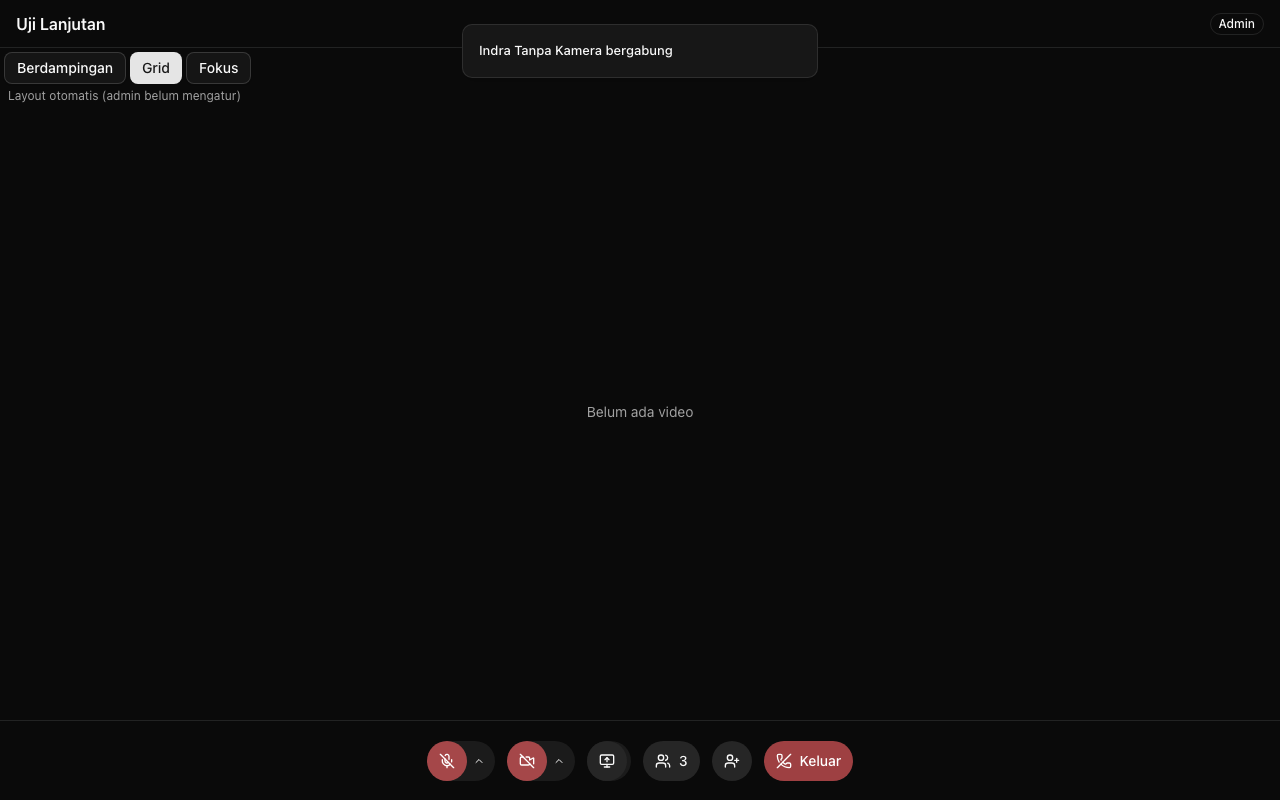 Uji Lanjutan
Admin
Indra Tanpa Kamera bergabung
Berdampingan
Grid
Fokus
Layout otomatis (admin belum mengatur)
Belum ada video
3
Keluar